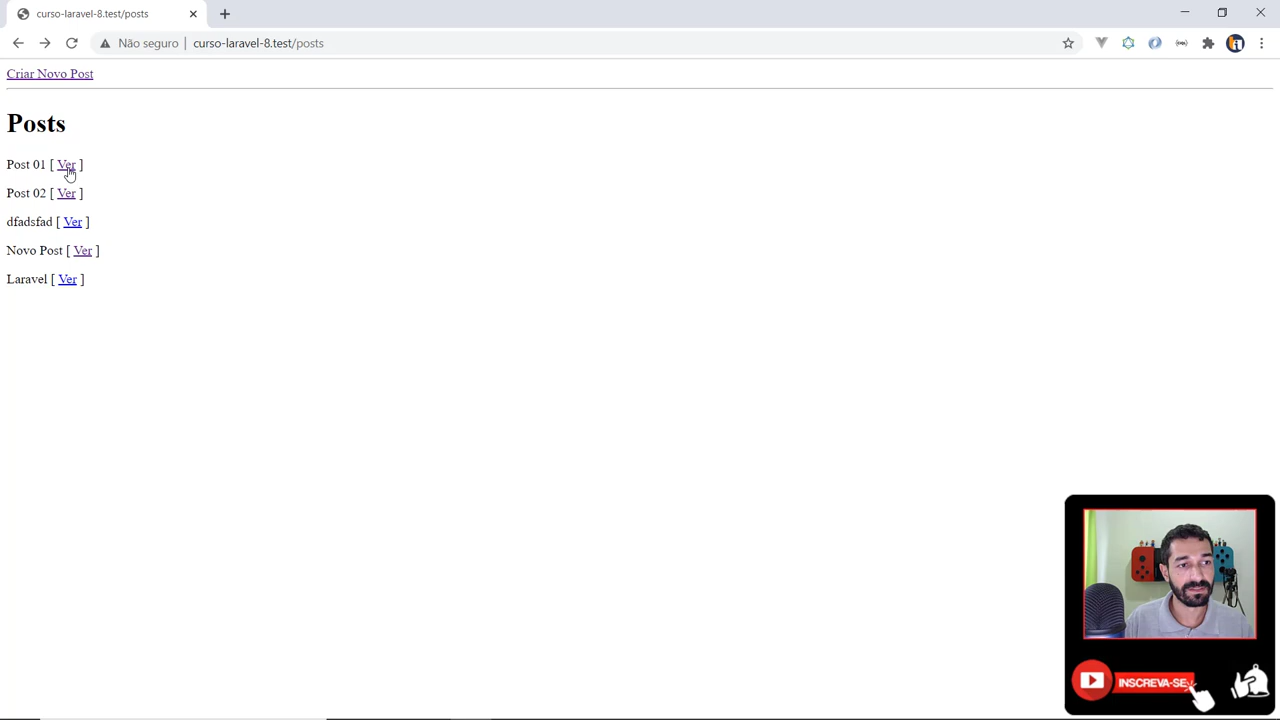 curso-laravel-8.test/posts
Não seguro | curso-laravel-8.test/posts
Criar Novo Post
Posts
Post 01 [ Ver ]
Post 02 [ Ver ]
dfadsfad [ Ver ]
Novo Post [ Ver ]
Laravel [ Ver ]
INSCREVA-SE